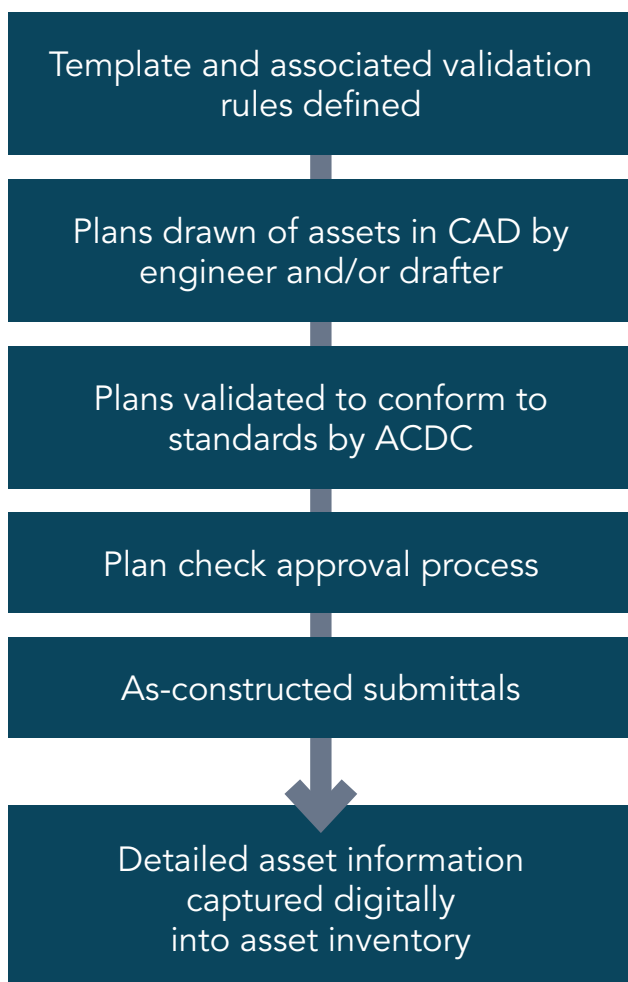 Template and associated validation
rules defined
Plans drawn of assets in CAD by
engineer and/or drafter
Plans validated to conform to
standards by ACDC
Plan check approval process
As-constructed submittals
Detailed asset information
captured digitally
into asset inventory